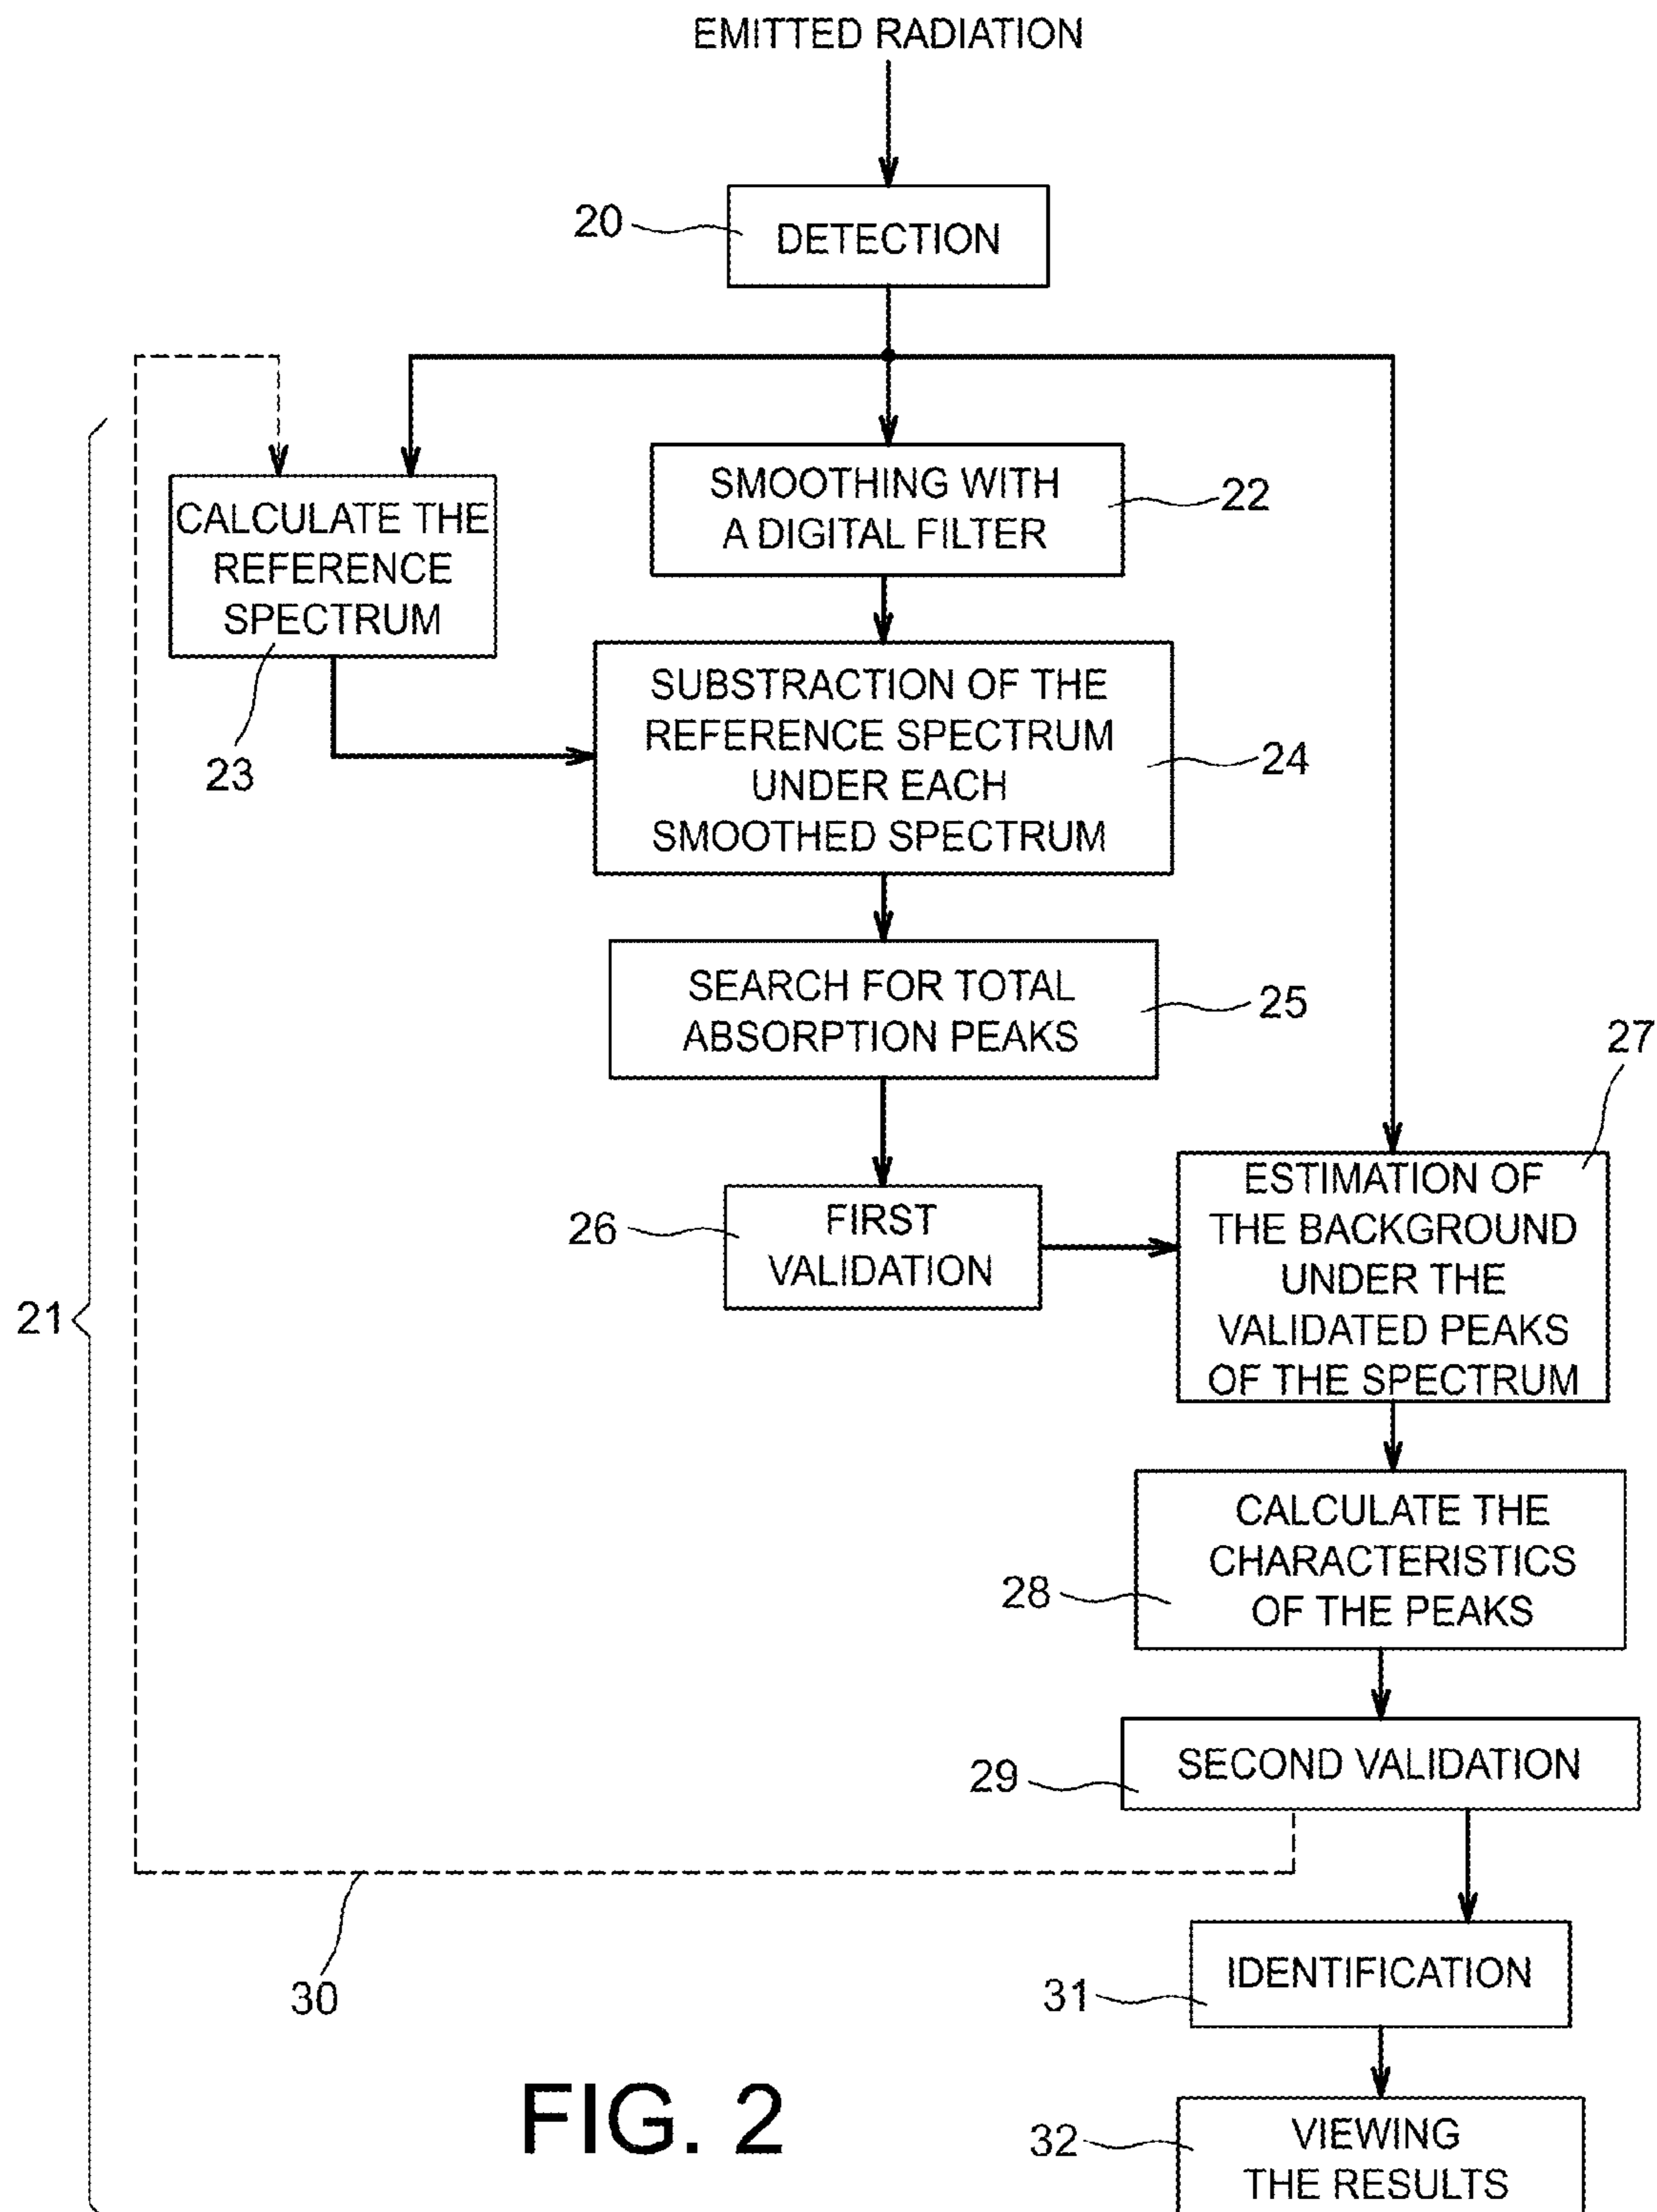 EMITTED RADIATION
20
DETECTION
CALCULATE THE
REFERENCE
SPECTRUM
23
SMOOTHING WITH
A DIGITAL FILTER
22
SUBSTRACTION OF THE
REFERENCE SPECTRUM
UNDER EACH
SMOOTHED SPECTRUM
24
SEARCH FOR TOTAL
ABSORPTION PEAKS
25
26
FIRST
VALIDATION
27
ESTIMATION OF
THE BACKGROUND
UNDER THE
VALIDATED PEAKS
OF THE SPECTRUM
21
28
CALCULATE THE
CHARACTERISTICS
OF THE PEAKS
29
SECOND VALIDATION
30
31
IDENTIFICATION
32
VIEWING
THE RESULTS
FIG. 2